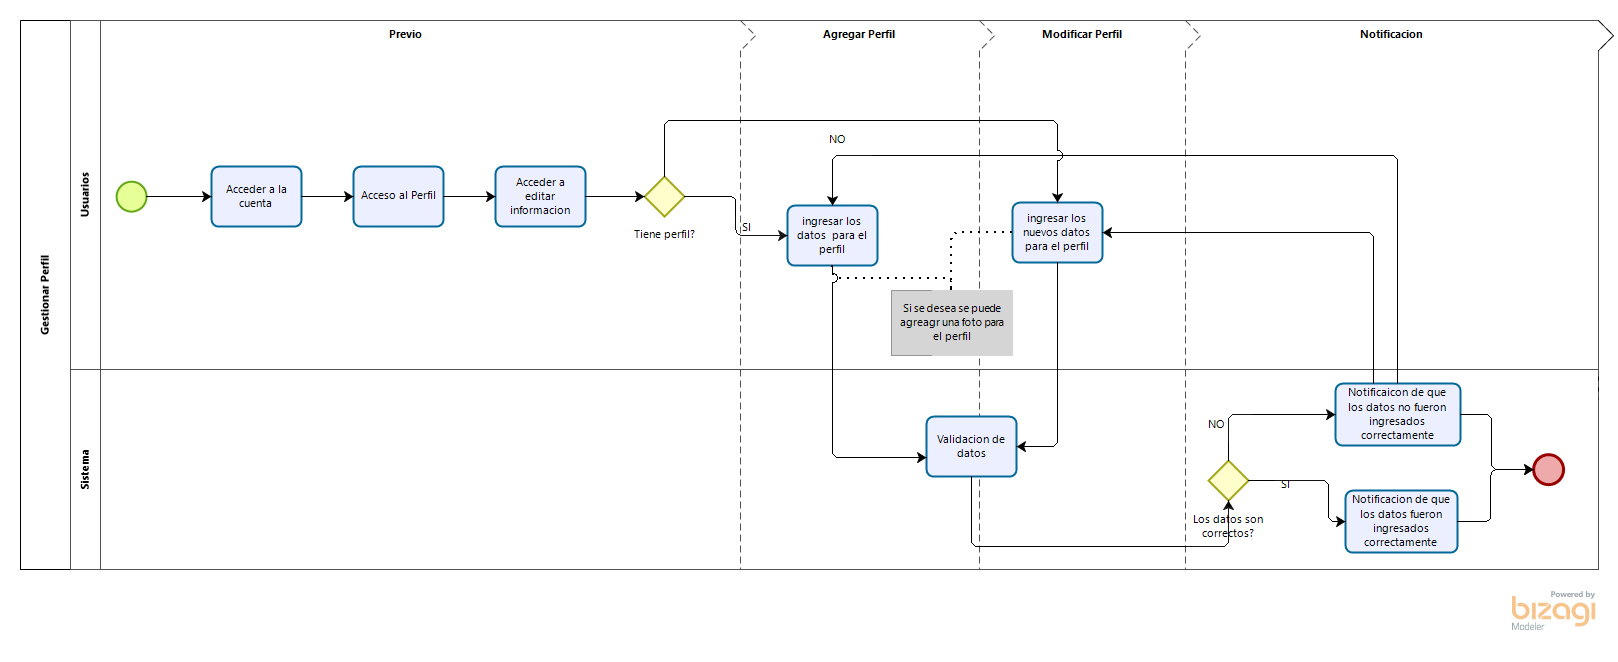 Previo
Agregar Perfil
Modificar Perfil
Notificacion
Gestionar Perfil
Usuarios
Acceder a la
cuenta
Acceso al Perfil
Acceder a
editar
informacion
Tiene perfil?
NO
SI
ingresar los
datos para el
perfil
ingresar los
nuevos datos
para el perfil
Si se desea se puede
agreagr una foto para
el perfil
Sistema
Validacion de
datos
Los datos son
correctos?
NO
SI
Notificaicon de que
los datos no fueron
ingresados
correctamente
Notificacion de que
los datos fueron
ingresados
correctamente
Powered by
bizagi
Modeler